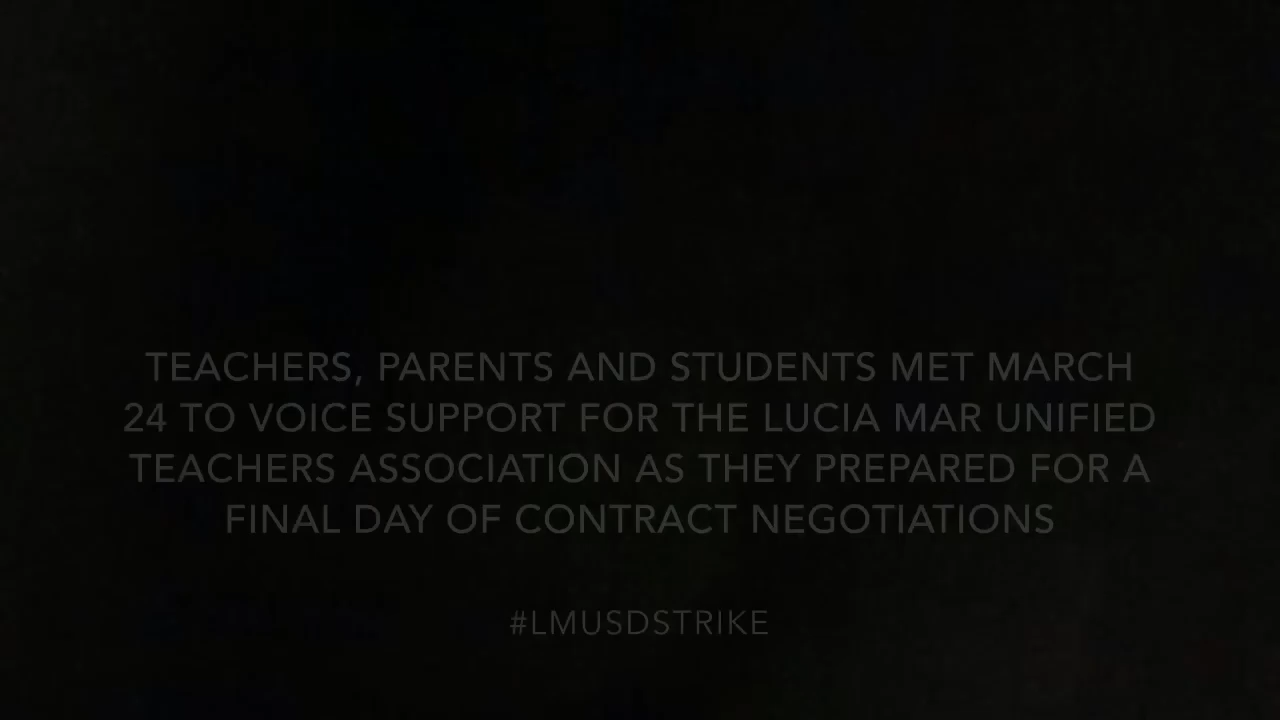 TEACHERS, PARENTS AND STUDENTS MET MARCH
24 TO VOICE SUPPORT FOR THE LUCIA MAR UNIFIED
TEACHERS ASSOCIATION AS THEY PREPARED FOR A
FINAL DAY OF CONTRACT NEGOTIATIONS
#LMUSDSTRIKE